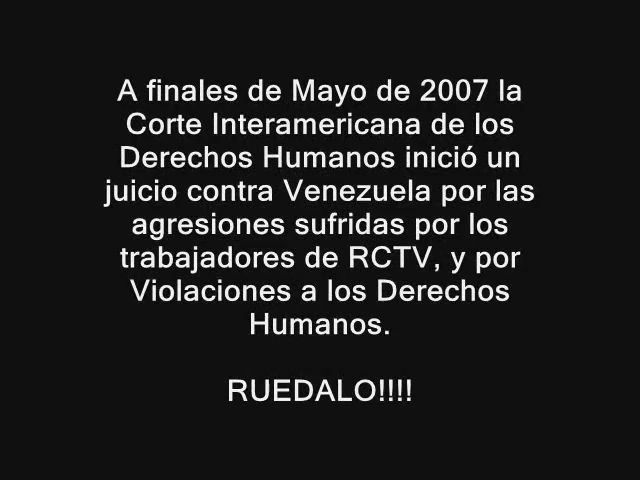 A finales de Mayo de 2007 la
Corte Interamericana de los
Derechos Humanos inició un
juicio contra Venezuela por las
agresiones sufridas por los
trabajadores de RCTV, y por
Violaciones a los Derechos
Humanos.
RUEDALO!!!!